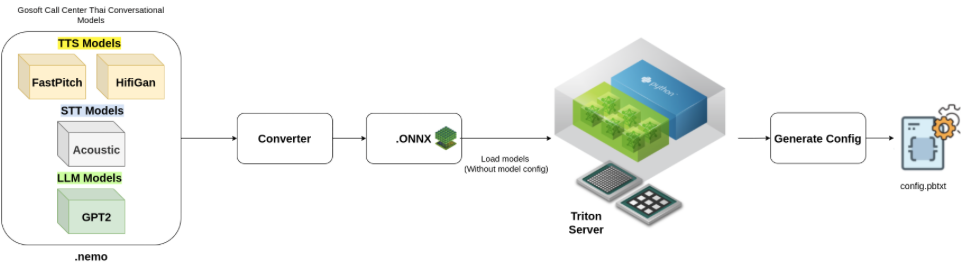 Gosoft Call Center Thai Conversational
Models
TTS Models
FastPitch
HifiGan
STT Models
Acoustic
LLM Models
GPT2
.nemo
Converter
.ONNX
Load models
(Without model config)
python
Triton
Server
Generate Config
config.pbtxt